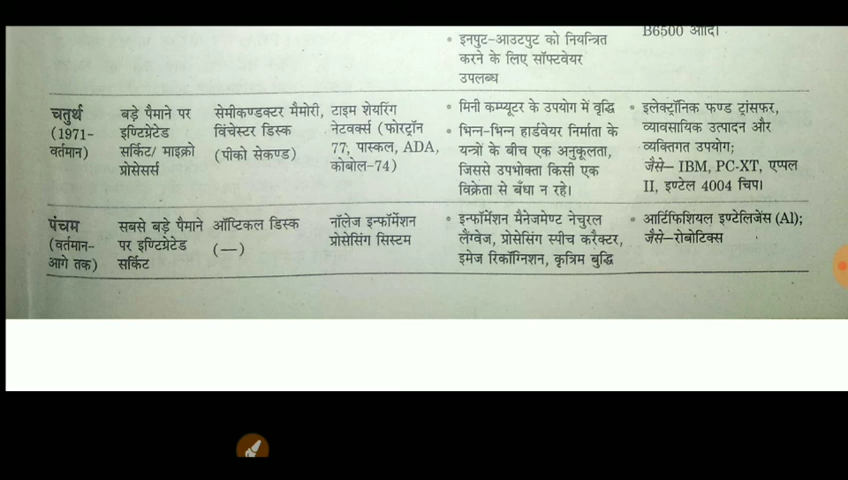 B6500 आदि।
• इनपुट-आउटपुट को नियन्त्रित
करने के लिए सॉफ्टवेयर
उपलब्ध
चतुर्थ
(1971-
वर्तमान)
बड़े पैमाने पर
इण्टिग्रेटेड
सर्किट/ माइक्रो
प्रोसेसर्स
सेमीकण्डक्टर मैमोरी,
विंचेस्टर डिस्क
(पीको सेकण्ड)
टाइम शेयरिंग
नेटवर्क्स (फोरट्रॉन
77, पास्कल, ADA,
कोबोल-74)
• मिनी कम्प्यूटर के उपयोग में वृद्धि
• भिन्न-भिन्न हार्डवेयर निर्माता के
यन्त्रों के बीच एक अनुकूलता,
जिससे उपभोक्ता किसी एक
विक्रेता से बँधा न रहे।
• इलेक्ट्रॉनिक फण्ड ट्रांसफर,
व्यावसायिक उत्पादन और
व्यक्तिगत उपयोग;
जैसे– IBM, PC-XT, एप्पल
II, इण्टेल 4004 चिप।
पंचम
(वर्तमान-
आगे तक)
सबसे बड़े पैमाने
पर इण्टिग्रेटेड
सर्किट
ऑप्टिकल डिस्क
(—)
नॉलेज इन्फॉर्मेशन
प्रोसेसिंग सिस्टम
• इन्फॉर्मेशन मैनेजमेण्ट नेचुरल
लैंग्वेज, प्रोसेसिंग स्पीच करैक्टर,
इमेज रिकॉग्निशन, कृत्रिम बुद्धि
• आर्टिफिशियल इण्टेलिजेंस (AI);
जैसे–रोबोटिक्स